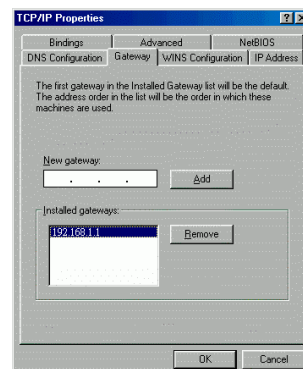 TCP/IP Properties
Bindings Advanced NetBIOS
DNS Configuration Gateway WINS Configuration IP Address
The first gateway in the Installed Gateway list will be the default.
The address order in the list will be the order in which these
machines are used.
New gateway:
. . . Add
Installed gateways:
192.168.1.1 Remove
OK Cancel